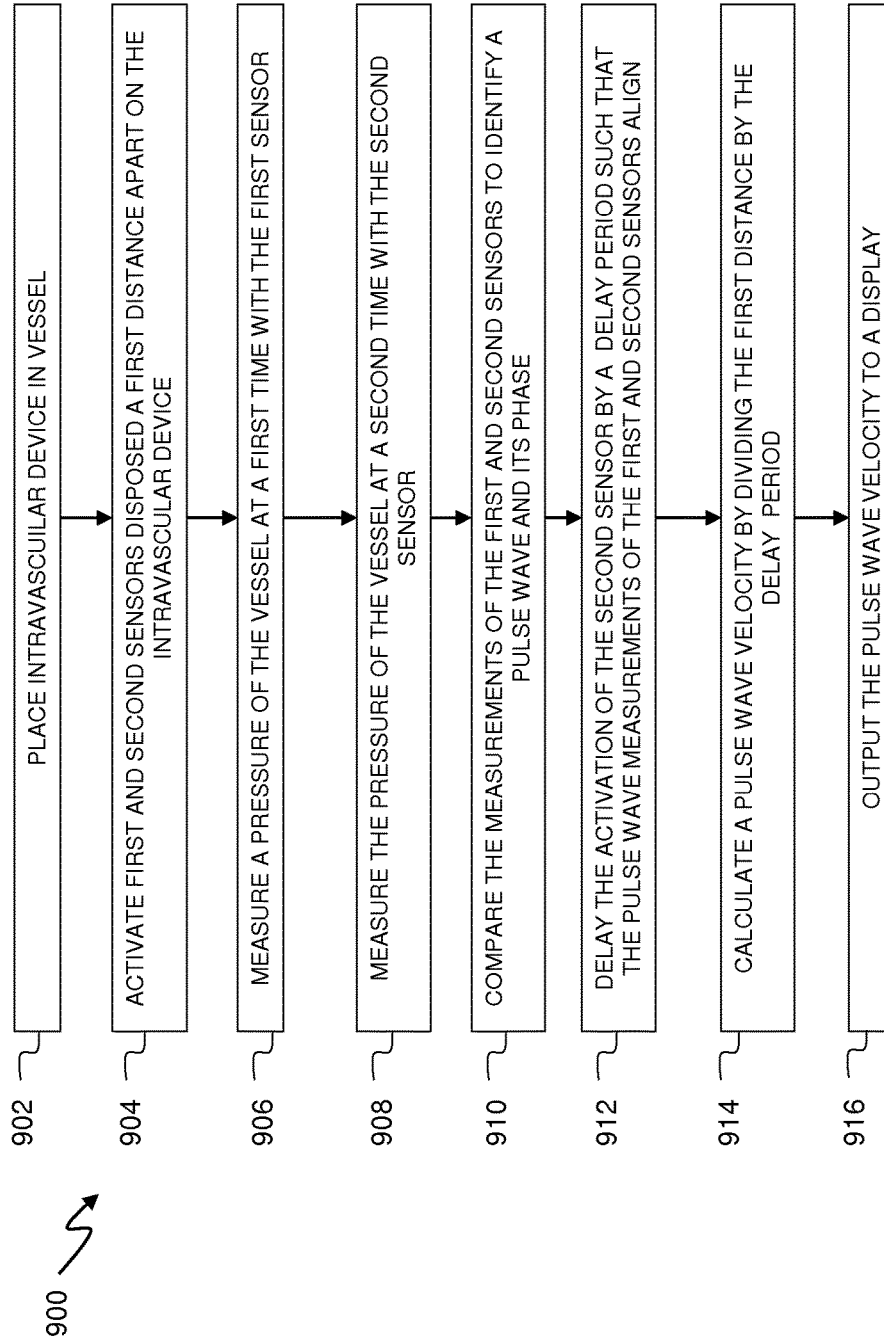 900
902
PLACE INTRAVASCUILAR DEVICE IN VESSEL
904
ACTIVATE FIRST AND SECOND SENSORS DISPOSED A FIRST DISTANCE APART ON THE
INTRAVASCULAR DEVICE
906
MEASURE A PRESSURE OF THE VESSEL AT A FIRST TIME WITH THE FIRST SENSOR
908
MEASURE THE PRESSURE OF THE VESSEL AT A SECOND TIME WITH THE SECOND
SENSOR
910
COMPARE THE MEASUREMENTS OF THE FIRST AND SECOND SENSORS TO IDENTIFY A
PULSE WAVE AND ITS PHASE
912
DELAY THE ACTIVATION OF THE SECOND SENSOR BY A DELAY PERIOD SUCH THAT
THE PULSE WAVE MEASUREMENTS OF THE FIRST AND SECOND SENSORS ALIGN
914
CALCULATE A PULSE WAVE VELOCITY BY DIVIDING THE FIRST DISTANCE BY THE
DELAY PERIOD
916
OUTPUT THE PULSE WAVE VELOCITY TO A DISPLAY